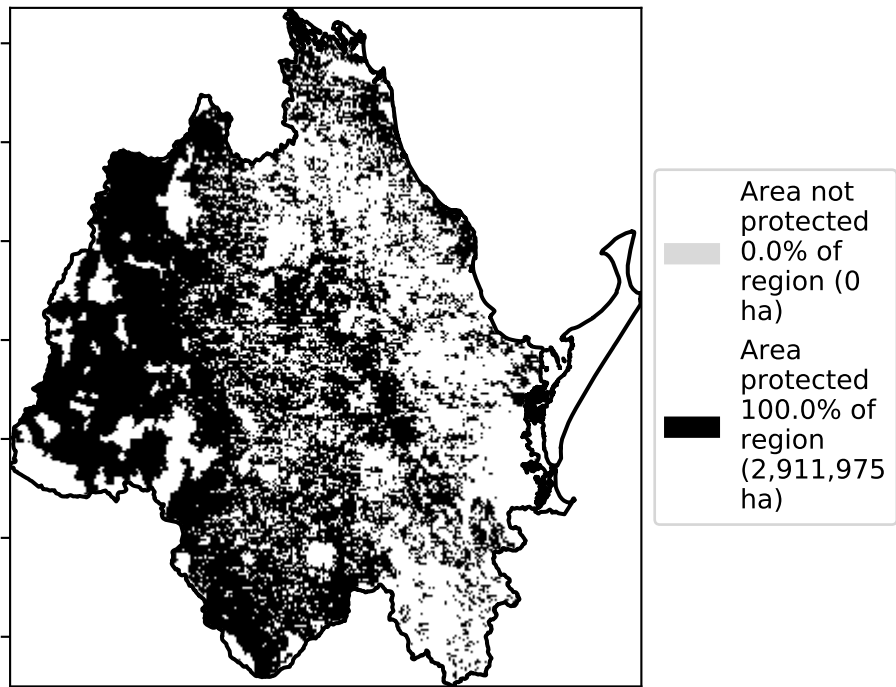 Area not
protected
0.0% of
region (0
ha)
Area
protected
100.0% of
region
(2,911,975
ha)